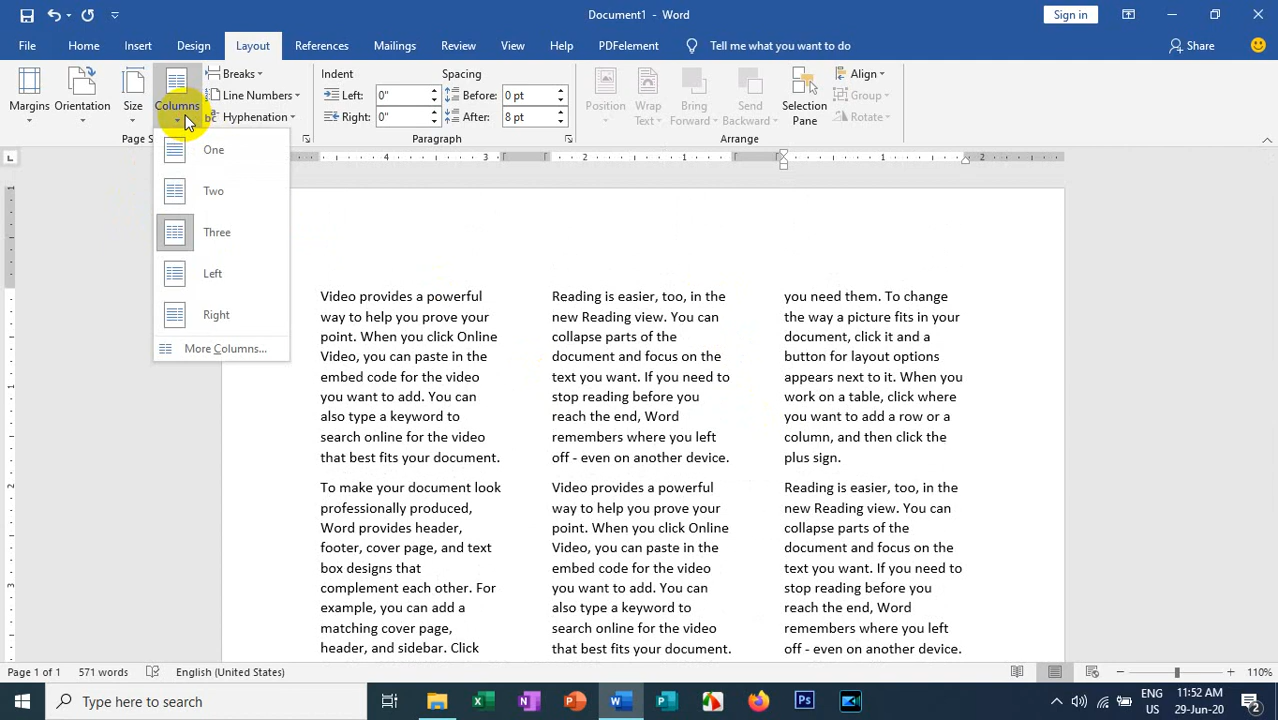 Document1 - Word
Sign in
File Home Insert Design Layout References Mailings Review View Help PDFelement Tell me what you want to do Share
Margins Orientation Size Columns
Breaks
Line Numbers
Hyphenation
Page S
Indent
Left: 0"
Right: 0"
Spacing
Before: 0 pt
After: 8 pt
Paragraph
Position
Wrap
Text
Bring
Forward
Send
Backward
Selection
Pane
Align
Group
Rotate
Arrange
One
Two
Three
Left
Right
More Columns...
4 3 2 1 1 2
1
1
2
3
Video provides a powerful
way to help you prove your
point. When you click Online
Video, you can paste in the
embed code for the video
you want to add. You can
also type a keyword to
search online for the video
that best fits your document.
To make your document look
professionally produced,
Word provides header,
footer, cover page, and text
box designs that
complement each other. For
example, you can add a
matching cover page,
header, and sidebar. Click
Reading is easier, too, in the
new Reading view. You can
collapse parts of the
document and focus on the
text you want. If you need to
stop reading before you
reach the end, Word
remembers where you left
off - even on another device.
Video provides a powerful
way to help you prove your
point. When you click Online
Video, you can paste in the
embed code for the video
you want to add. You can
also type a keyword to
search online for the video
that best fits your document.
you need them. To change
the way a picture fits in your
document, click it and a
button for layout options
appears next to it. When you
work on a table, click where
you want to add a row or a
column, and then click the
plus sign.
Reading is easier, too, in the
new Reading view. You can
collapse parts of the
document and focus on the
text you want. If you need to
stop reading before you
reach the end, Word
remembers where you left
off - even on another device.
Page 1 of 1 571 words English (United States) 110%
Type here to search
ENG
US
11:52 AM
29-Jun-20
2